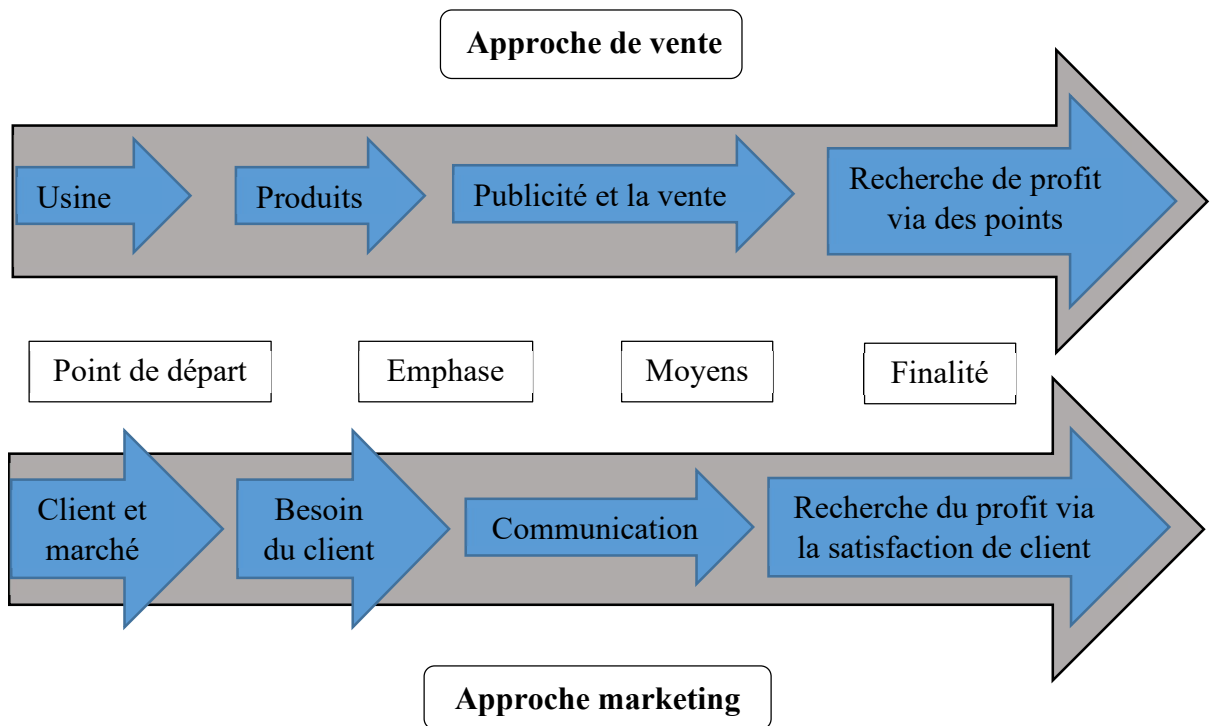 Approche de vente
Usine
Produits
Publicité et la vente
Recherche de profit
via des points
Point de départ
Emphase
Moyens
Finalité
Client et
marché
Besoin
du client
Communication
Recherche du profit via
la satisfaction de client
Approche marketing